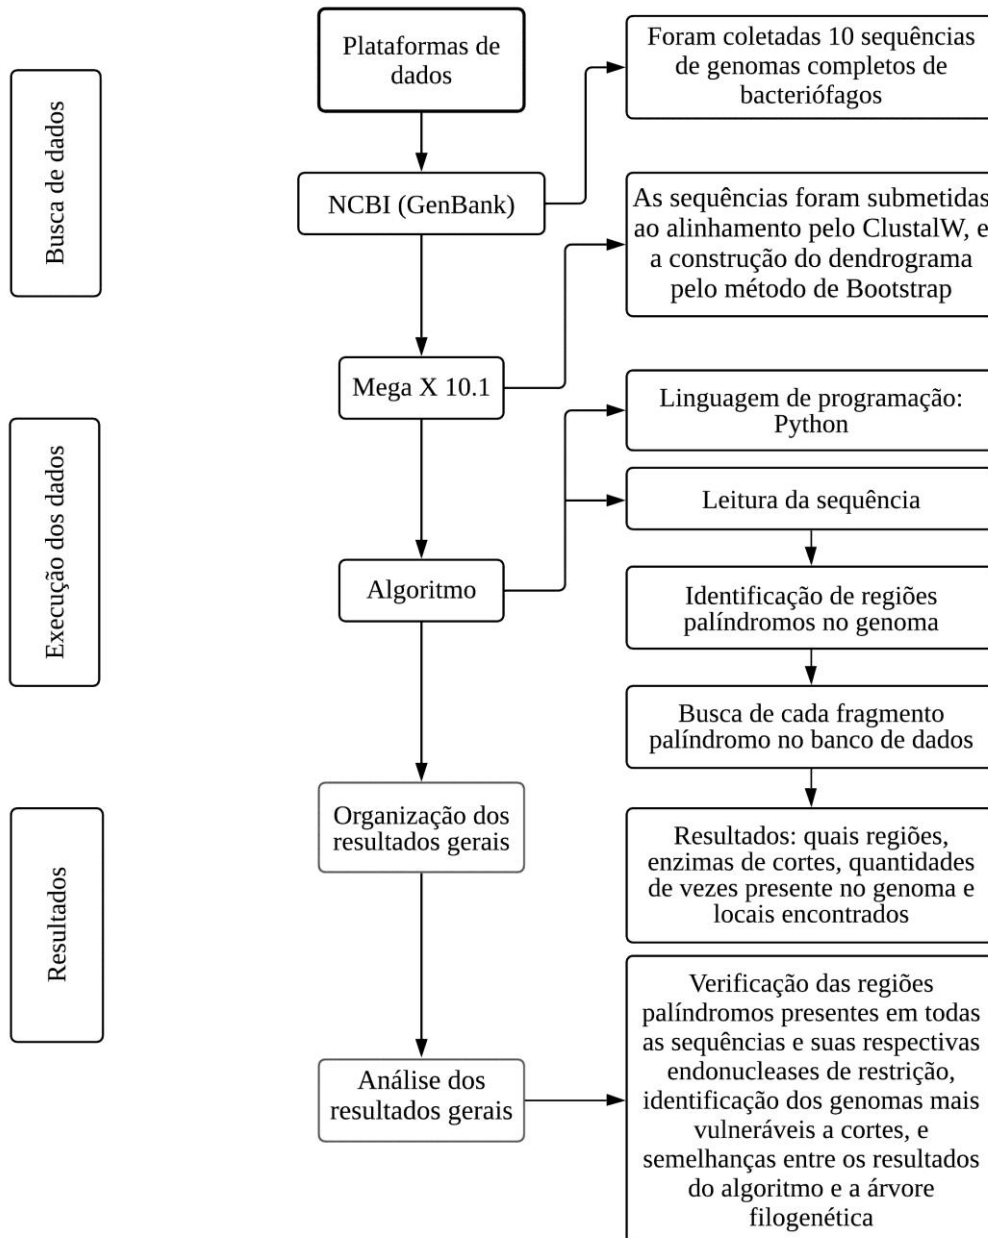 Busca de dados
Execução dos dados
Resultados
Plataformas de
dados
NCBI (GenBank)
Mega X 10.1
Algoritmo
Organização dos
resultados gerais
Análise dos
resultados gerais
Foram coletadas 10 sequências
de genomas completos de
bacteriófagos
As sequências foram submetidas
ao alinhamento pelo ClustalW, e
a construção do dendrograma
pelo método de Bootstrap
Linguagem de programação:
Python
Leitura da sequência
Identificação de regiões
palíndromos no genoma
Busca de cada fragmento
palíndromo no banco de dados
Resultados: quais regiões,
enzimas de cortes, quantidades
de vezes presente no genoma e
locais encontrados
Verificação das regiões
palíndromos presentes em todas
as sequências e suas respectivas
endonucleases de restrição,
identificação dos genomas mais
vulneráveis a cortes, e
semelhanças entre os resultados
do algoritmo e a árvore
filogenética